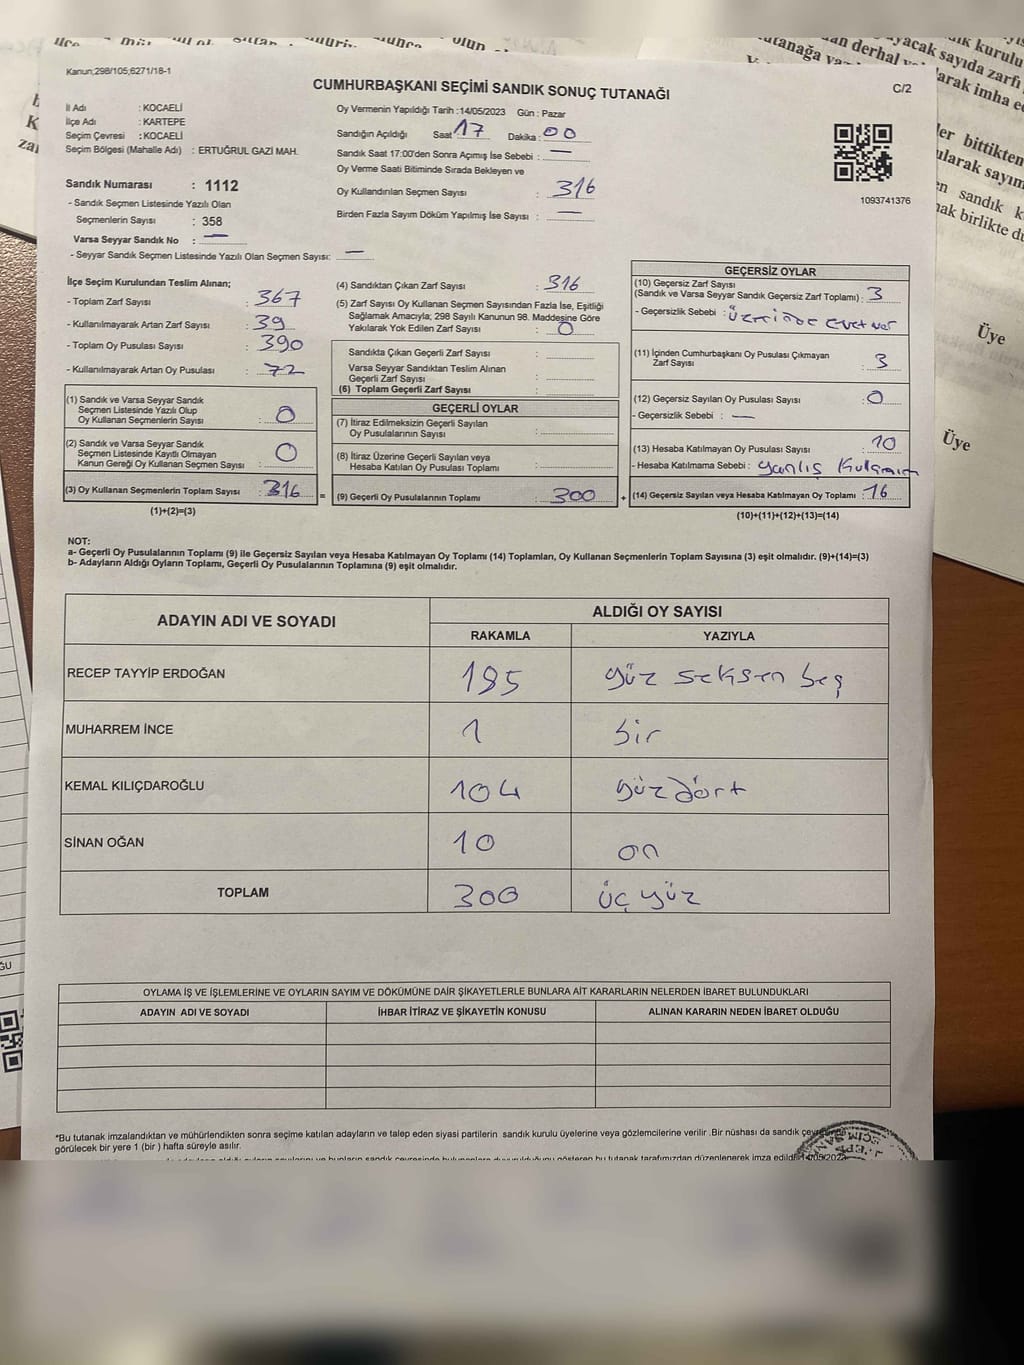 Kanun;298/105;6271/18-1
CUMHURBAŞKANI SEÇİMİ SANDIK SONUÇ TUTANAĞI
C/2
İl Adı : KOCAELİ
İlçe Adı : KARTEPE
Seçim Çevresi : KOCAELİ
Seçim Bölgesi (Mahalle Adı) : ERTUĞRUL GAZİ MAH.
Sandık Numarası : 1112
- Sandık Seçmen Listesinde Yazılı Olan
Seçmenlerin Sayısı : 358
Varsa Seyyar Sandık No : —
- Seyyar Sandık Seçmen Listesinde Yazılı Olan Seçmen Sayısı: —
Oy Vermenin Yapıldığı Tarih :14/05/2023 Gün : Pazar
Sandığın Açıldığı Saat 17 Dakika : 00
Sandık Saat 17:00'den Sonra Açımış İse Sebebi : —
Oy Verme Saati Bitiminde Sırada Bekleyen ve
Oy Kullandırılan Seçmen Sayısı : 316
Birden Fazla Sayım Döküm Yapılmış İse Sayısı : —
1093741376
İlçe Seçim Kurulundan Teslim Alınan;
- Toplam Zarf Sayısı : 367
- Kullanılmayarak Artan Zarf Sayısı : 39
- Toplam Oy Pusulası Sayısı : 390
- Kullanılmayarak Artan Oy Pusulası : 72
(1) Sandık ve Varsa Seyyar Sandık
Seçmen Listesinde Yazılı Olup
Oy Kullanan Seçmenlerin Sayısı : 0
(2) Sandık ve Varsa Seyyar Sandık
Seçmen Listesinde Kayıtlı Olmayan
Kanun Gereği Oy Kullanan Seçmen Sayısı : 0
(3) Oy Kullanan Seçmenlerin Toplam Sayısı : 316 =
(1)+(2)=(3)
(4) Sandıktan Çıkan Zarf Sayısı : 316
(5) Zarf Sayısı Oy Kullanan Seçmen Sayısından Fazla İse, Eşitliği
Sağlamak Amacıyla; 298 Sayılı Kanunun 98. Maddesine Göre
Yakılarak Yok Edilen Zarf Sayısı : 0
Sandıkta Çıkan Geçerli Zarf Sayısı :
Varsa Seyyar Sandıktan Teslim Alınan
Geçerli Zarf Sayısı :
(6) Toplam Geçerli Zarf Sayısı :
GEÇERLİ OYLAR
(7) İtiraz Edilmeksizin Geçerli Sayılan
Oy Pusulalarının Sayısı :
(8) İtiraz Üzerine Geçerli Sayılan veya
Hesaba Katılan Oy Pusulası Toplamı :
(9) Geçerli Oy Pusulalarının Toplamı : 300 +
GEÇERSİZ OYLAR
(10) Geçersiz Zarf Sayısı
(Sandık ve Varsa Seyyar Sandık Geçersiz Zarf Toplamı) : 3
- Geçersizlik Sebebi : üzerinde evet var
(11) İçinden Cumhurbaşkanı Oy Pusulası Çıkmayan
Zarf Sayısı : 3
(12) Geçersiz Sayılan Oy Pusulası Sayısı : 0
- Geçersizlik Sebebi : —
(13) Hesaba Katılmayan Oy Pusulası Sayısı : 10
- Hesaba Katılmama Sebebi : yanlış
(14) Geçersiz Sayılan veya Hesaba Katılmayan Oy Toplamı : 16
(10)+(11)+(12)+(13)=(14)
NOT:
a- Geçerli Oy Pusulalarının Toplamı (9) ile Geçersiz Sayılan veya Hesaba Katılmayan Oy Toplamı (14) Toplamları, Oy Kullanan Seçmenlerin Toplam Sayısına (3) eşit olmalıdır. (9)+(14)=(3)
b- Adayların Aldığı Oyların Toplamı, Geçerli Oy Pusulalarının Toplamına (9) eşit olmalıdır.
ADAYIN ADI VE SOYADI
ALDIĞI OY SAYISI
RAKAMLA YAZIYLA
RECEP TAYYİP ERDOĞAN 185 yüz seksen beş
MUHARREM İNCE 1 bir
KEMAL KILIÇDAROĞLU 104 yüzdört
SİNAN OĞAN 10 on
TOPLAM 300 üç yüz
OYLAMA İŞ VE İŞLEMLERİNE VE OYLARIN SAYIM VE DÖKÜMÜNE DAİR ŞİKAYETLERLE BUNLARA AİT KARARLARIN NELERDEN İBARET BULUNDUKLARI
ADAYIN ADI VE SOYADI İHBAR İTİRAZ VE ŞİKAYETİN KONUSU ALINAN KARARIN NEDEN İBARET OLDUĞU
*Bu tutanak imzalandıktan ve mühürlendikten sonra seçime katılan adayların ve talep eden siyasi partilerin sandık kurulu üyelerine veya gözlemcilerine verilir .Bir nüshası da sandık
görülecek bir yere 1 (bir ) hafta süreyle asılır.
Üye
Üye